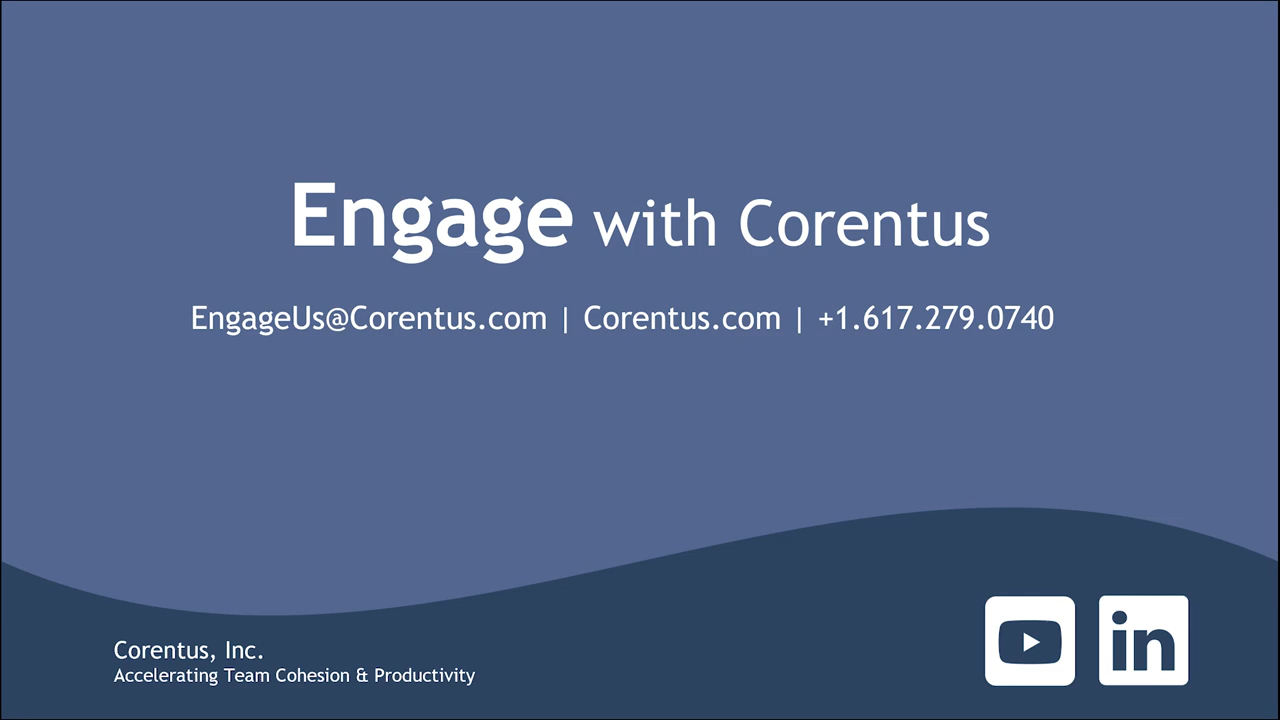 Engage with Corentus
EngageUs@Corentus.com | Corentus.com | +1.617.279.0740
Corentus, Inc.
Accelerating Team Cohesion & Productivity
in